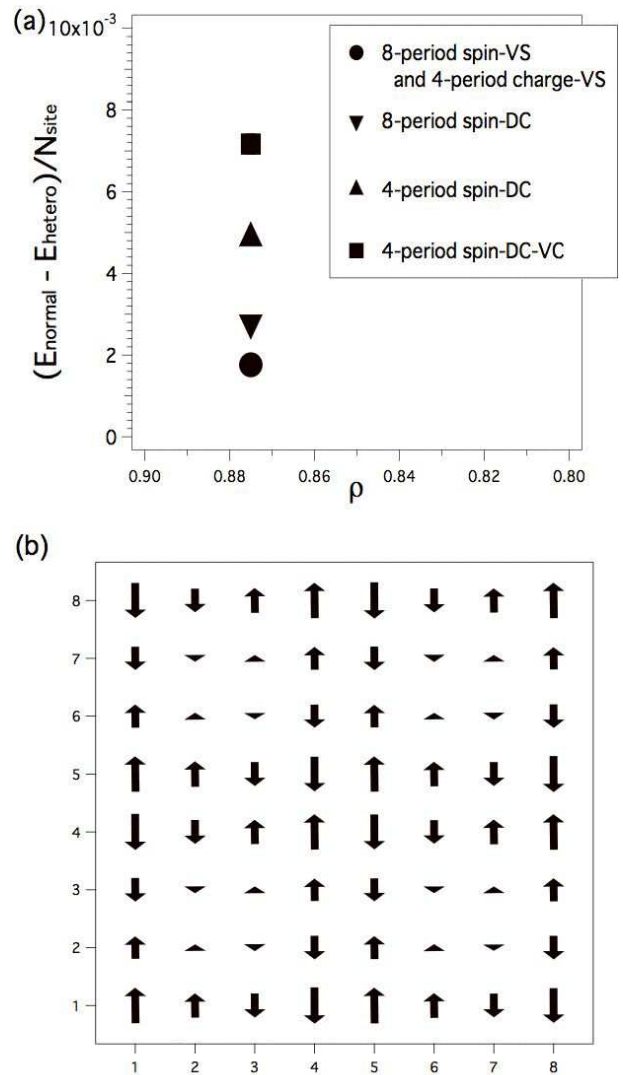 (a)
10x10⁻³
8
6
4
2
0
(Enormal - Ehetero)/Nsite
8-period spin-VS
and 4-period charge-VS
8-period spin-DC
4-period spin-DC
4-period spin-DC-VC
0.90 0.88 0.86 0.84 0.82 0.80
ρ
(b)
8
7
6
5
4
3
2
1
1 2 3 4 5 6 7 8